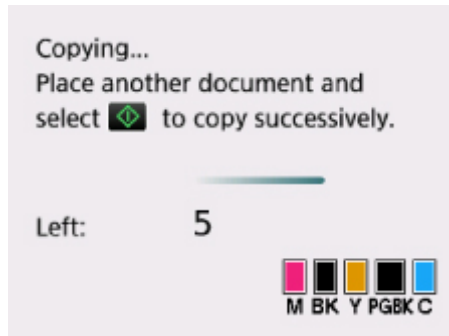 Copying...
Place another document and
select to copy successively.
Left: 5
M BK Y PGBK C